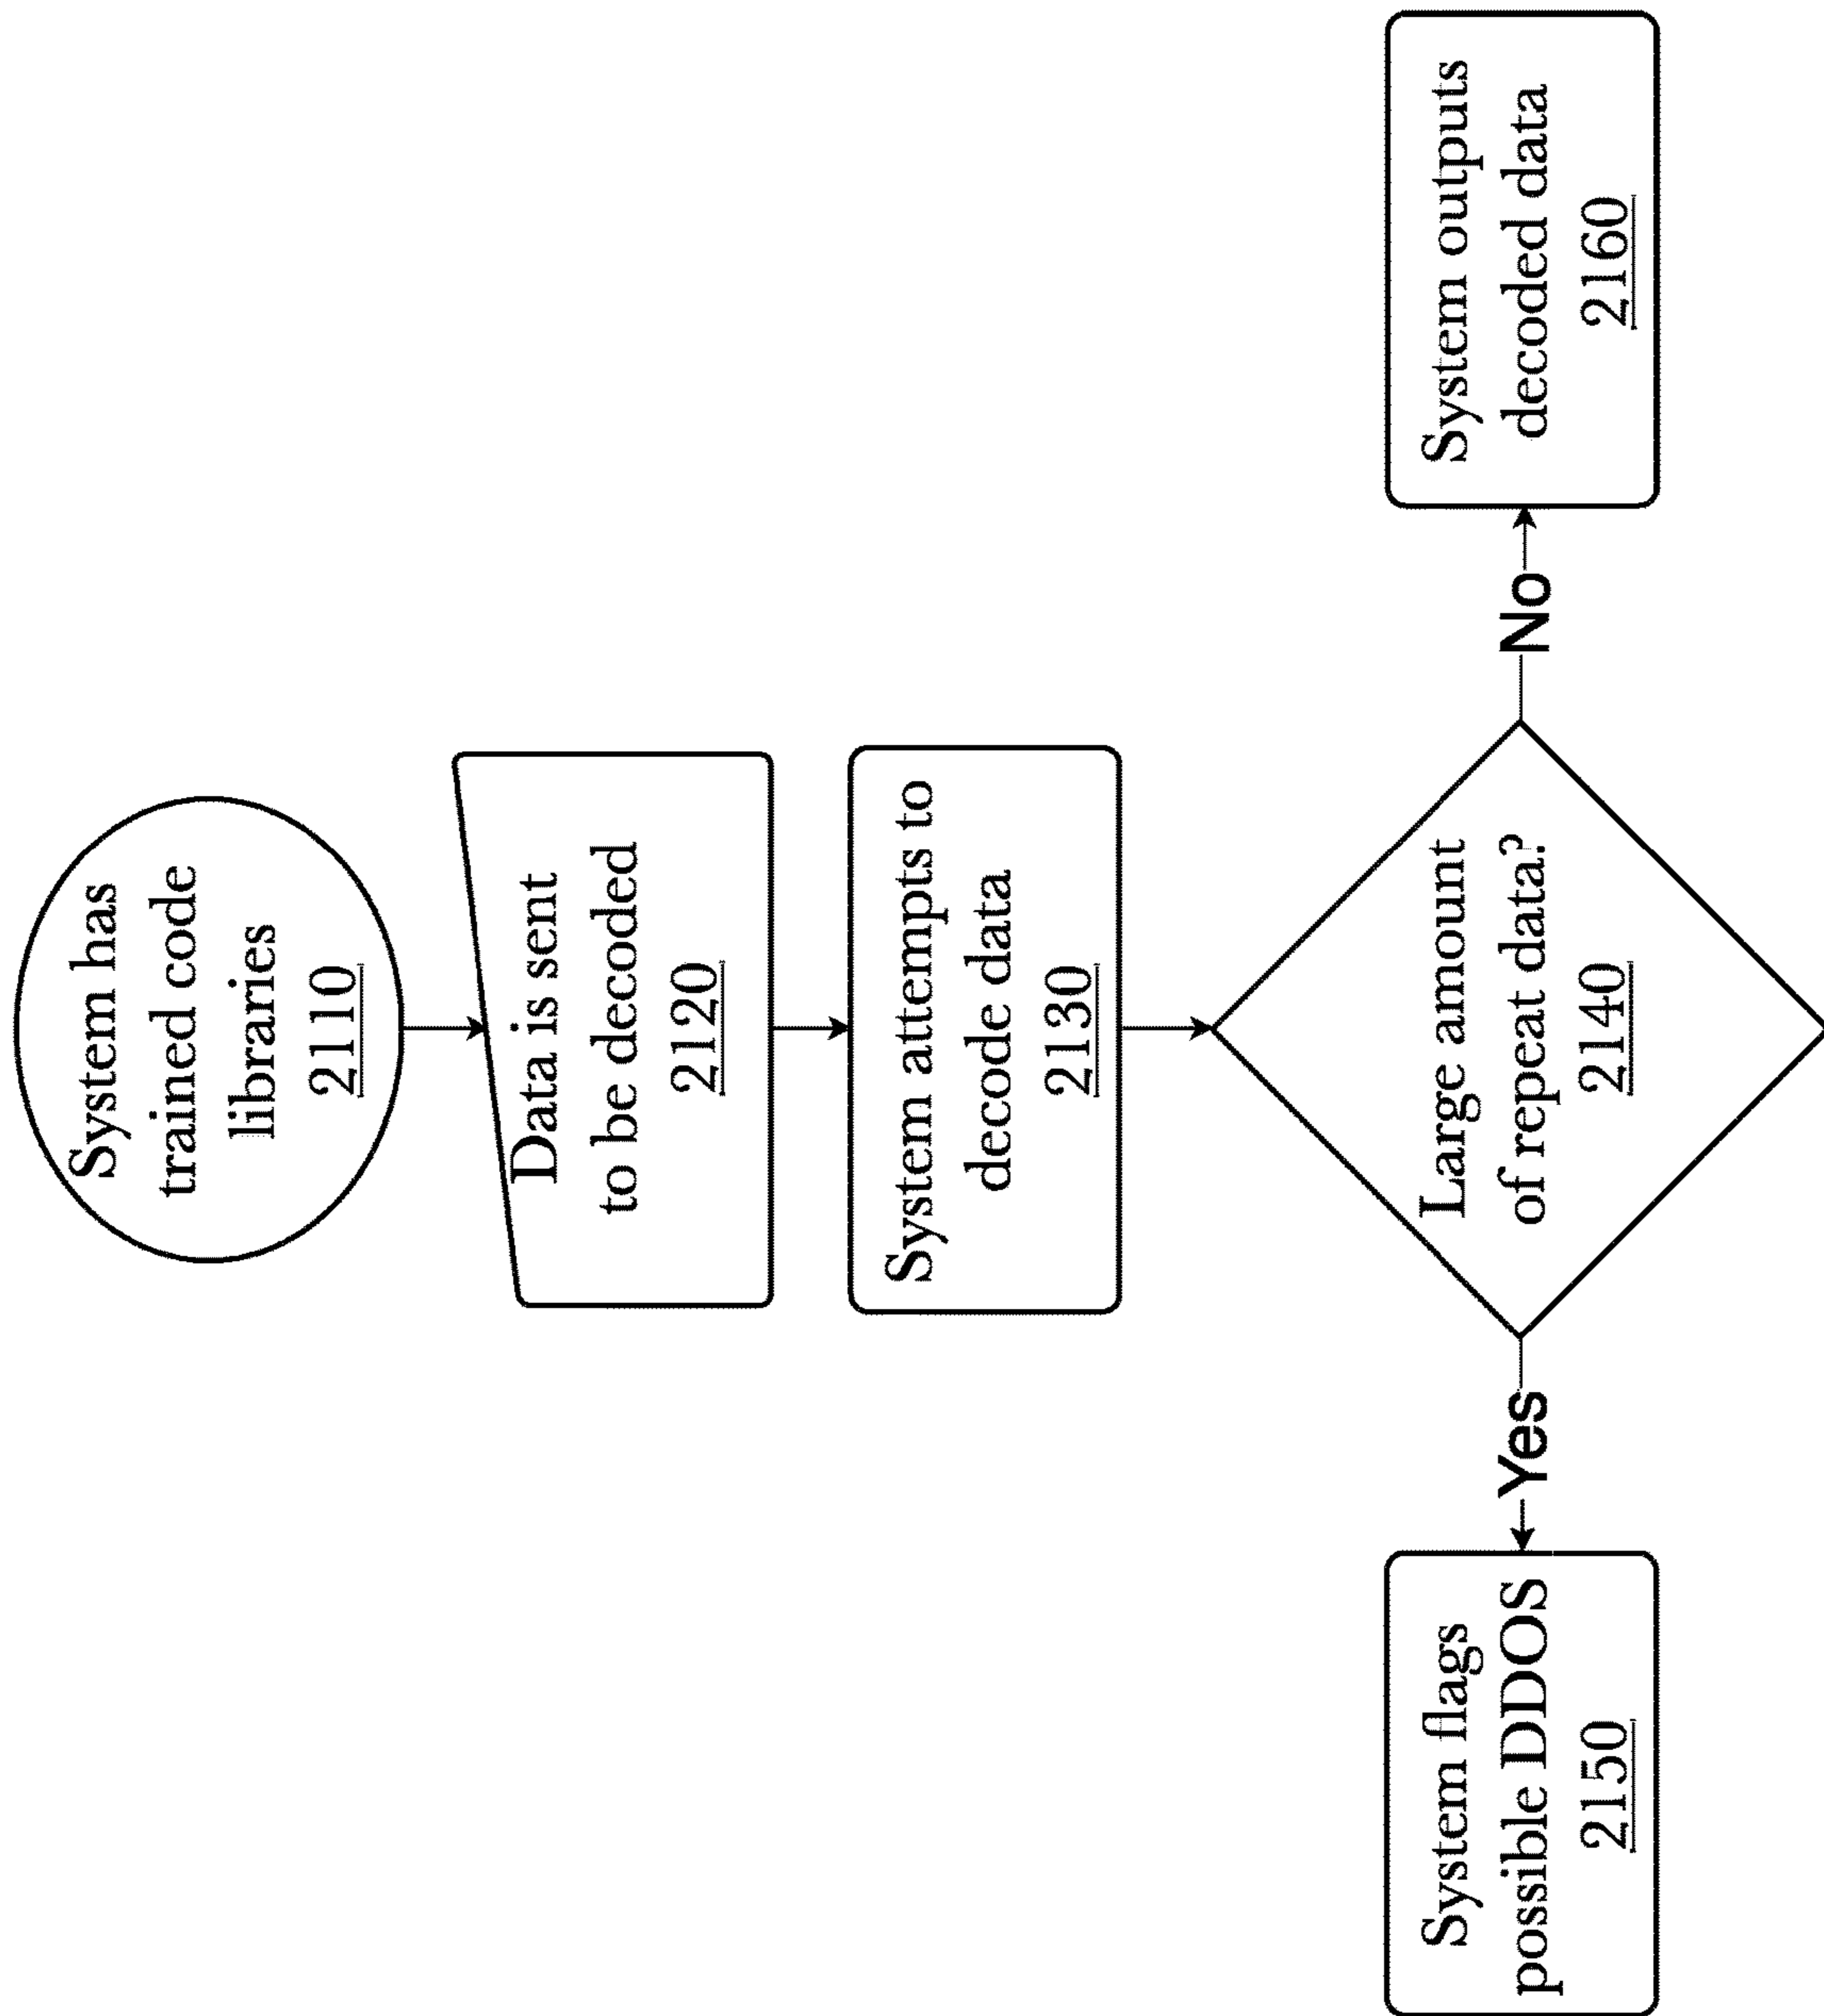 System has
trained code
libraries
2110
Data is sent
to be decoded
2120
System attempts to
decode data
2130
Large amount
of repeat data?
2140
Yes
No
System flags
possible DDOS
2150
System outputs
decoded data
2160